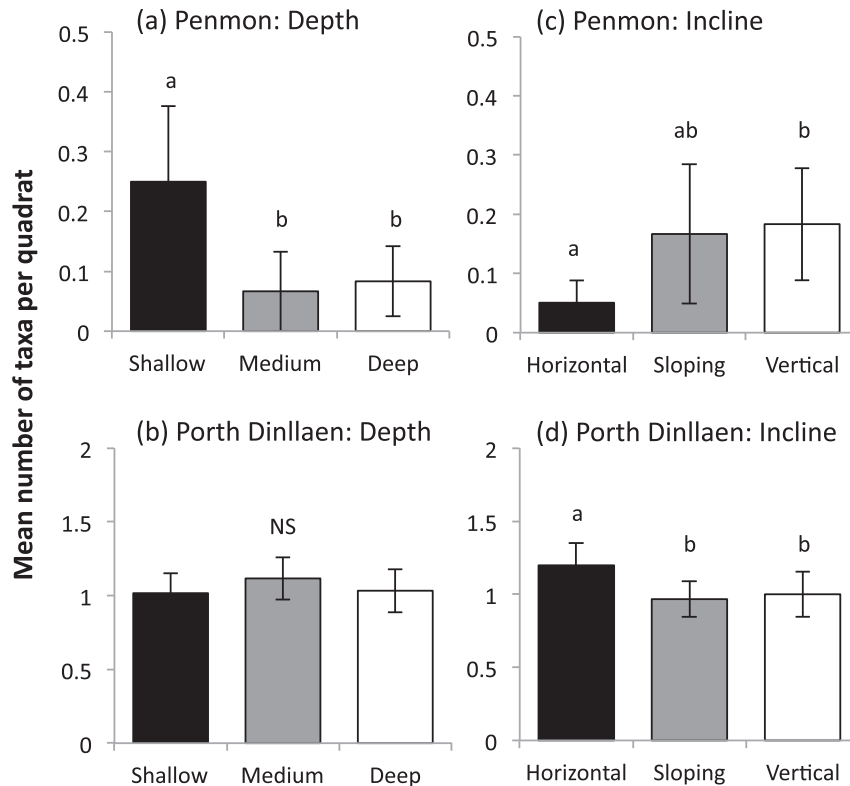 Mean number of taxa per quadrat
(a) Penmon: Depth
0.5
0.4
0.3
0.2
0.1
0
a
b
b
Shallow
Medium
Deep
(c) Penmon: Incline
0.5
0.4
0.3
0.2
0.1
0
a
ab
b
Horizontal
Sloping
Vertical
(b) Porth Dinllaen: Depth
2
1.5
1
0.5
0
NS
Shallow
Medium
Deep
(d) Porth Dinllaen: Incline
2
1.5
1
0.5
0
a
b
b
Horizontal
Sloping
Vertical